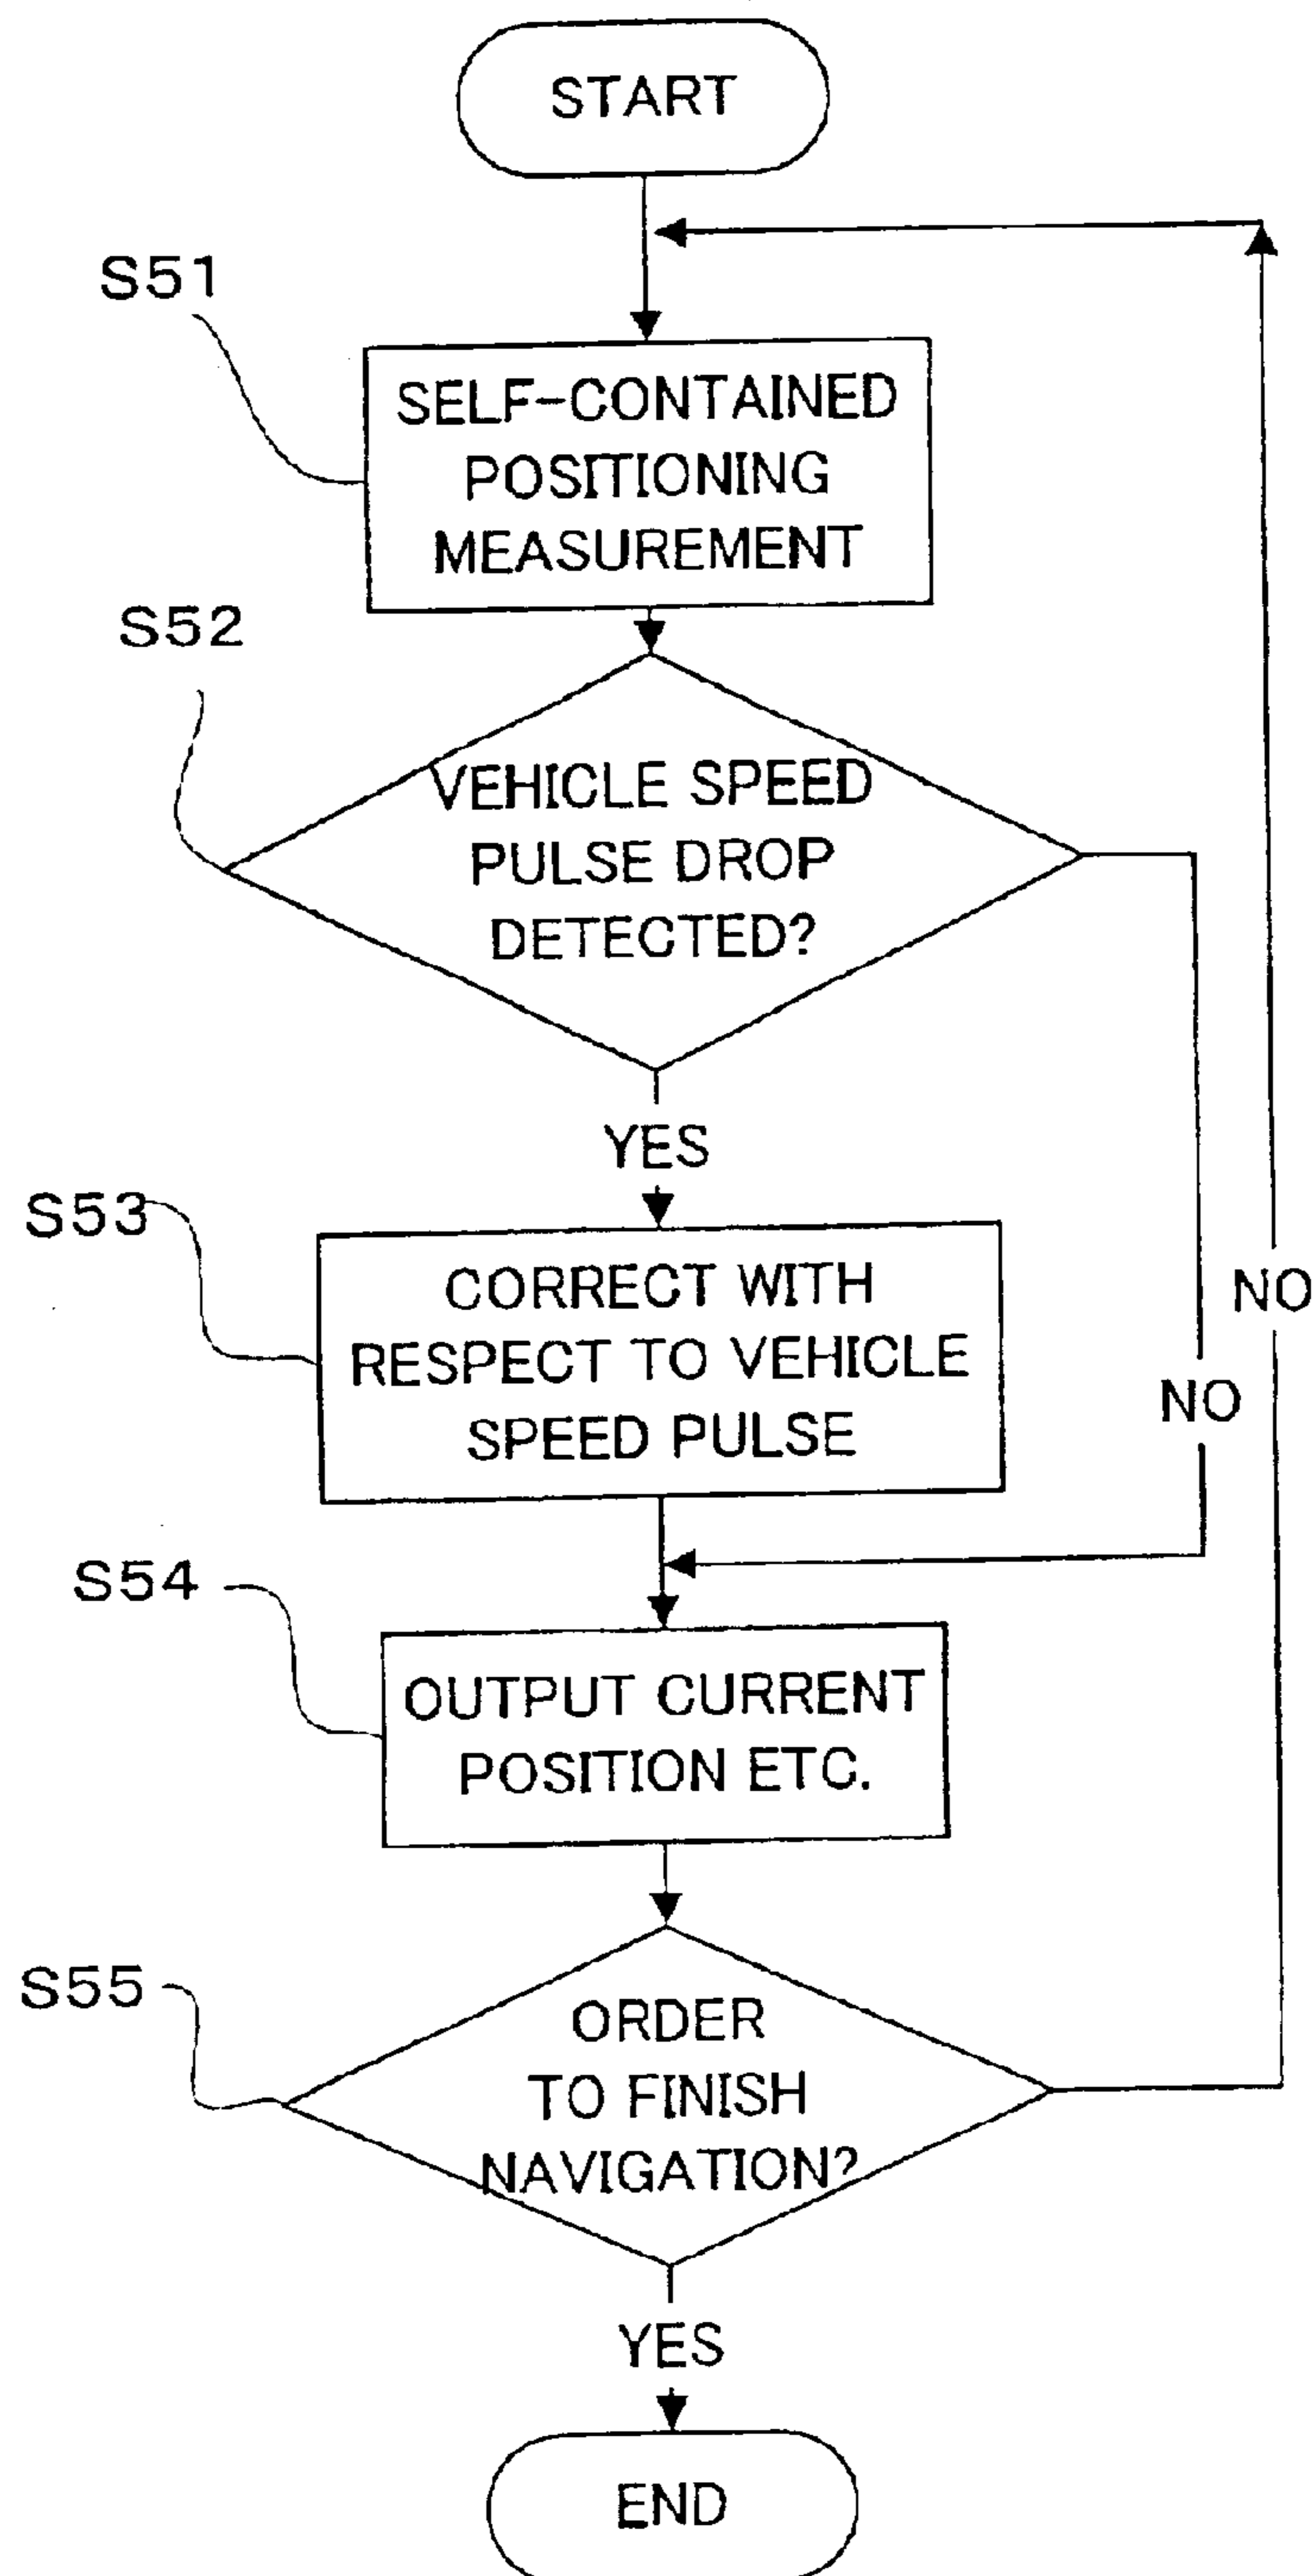 START
S51
SELF-CONTAINED
POSITIONING
MEASUREMENT
S52
VEHICLE SPEED
PULSE DROP
DETECTED?
YES
S53
CORRECT WITH
RESPECT TO VEHICLE
SPEED PULSE
NO
NO
S54
OUTPUT CURRENT
POSITION ETC.
S55
ORDER
TO FINISH
NAVIGATION?
YES
END